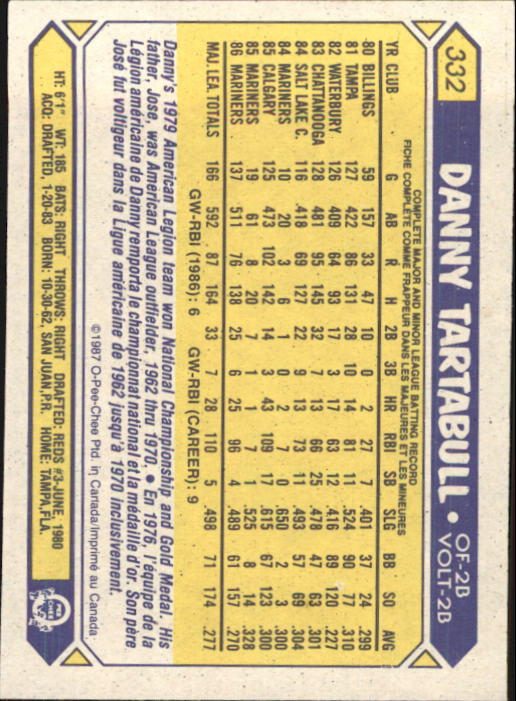 332
DANNY TARTABULL • OF-2B
VOLT-2B
COMPLETE MAJOR AND MINOR LEAGUE BATTING RECORD
FICHE COMPLÈTE COMME FRAPPEUR DANS LES MAJEURES ET LES MINEURES
YR CLUB G AB R H 2B 3B HR RBI SB SLG BB SO AVG
80 BILLINGS 59 157 33 47 10 0 2 27 7 .401 37 24 .299
81 TAMPA 127 422 86 131 28 10 14 81 11 .524 90 77 .310
82 WATERBURY 126 409 64 93 17 3 17 63 12 .416 89 120 .227
83 CHATTANOOGA 128 481 95 145 32 7 13 66 25 .478 47 63 .301
84 SALT LAKE C. 116 .418 69 127 22 9 13 73 11 .493 57 69 .304
84 MARINERS 10 20 3 6 1 0 2 7 0 .650 2 3 .300
85 CALGARY 125 473 102 142 14 3 43 109 17 .615 67 123 .300
85 MARINERS 19 61 8 20 7 1 1 7 1 .525 8 14 .328
86 MARINERS 137 511 76 138 25 6 25 96 4 .489 61 157 .270
MAJ. LEA. TOTALS 166 592 87 164 33 7 28 110 5 .498 71 174 .277
GW-RBI (1986): 6 GW-RBI (CAREER): 9
Danny's 1979 American Legion team won National Championship and Gold Medal. His
father, Jose, was American League outfielder, 1962 thru 1970. • En 1976, l'équipe de la
Légion américaine de Danny remporta le championnat national et la médaille d'or. Son père
José fut voltigeur dans la Ligue américaine de 1962 jusqu'à 1970 inclusivement.
©1987 O-Pee-Chee Ptd. in Canada/Imprimé au Canada
HT: 6'1" WT: 185 BATS: RIGHT THROWS: RIGHT DRAFTED: REDS #3-JUNE, 1980
ACQ: DRAFTED, 1-20-83 BORN: 10-30-62, SAN JUAN,P.R. HOME: TAMPA,FLA.
O
PEE
CHEE